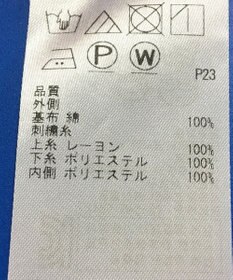 P W
P23
品質
外側
基布 綿 100%
刺繍糸
上糸 レーヨン 100%
下糸 ポリエステル 100%
内側 ポリエステル 100%